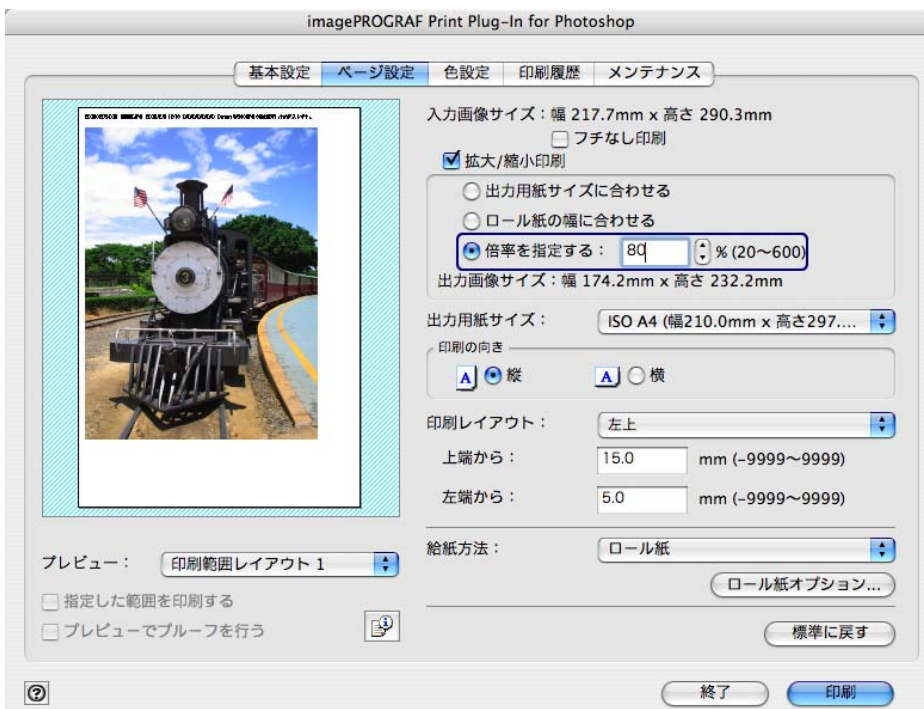 imagePROGRAF Print Plug-In for Photoshop
基本設定 ページ設定 色設定 印刷履歴 メンテナンス
入力画像サイズ：幅 217.7mm x 高さ 290.3mm
フチなし印刷
拡大/縮小印刷
出力用紙サイズに合わせる
ロール紙の幅に合わせる
倍率を指定する： 80 % (20～600)
出力画像サイズ：幅 174.2mm x 高さ 232.2mm
出力用紙サイズ： ISO A4 (幅210.0mm x 高さ297....
印刷の向き
A 縦 A 横
印刷レイアウト： 左上
上端から： 15.0 mm (-9999～9999)
左端から： 5.0 mm (-9999～9999)
給紙方法： ロール紙
ロール紙オプション...
プレビュー： 印刷範囲レイアウト 1
指定した範囲を印刷する
プレビューでプルーフを行う
標準に戻す
? 終了 印刷